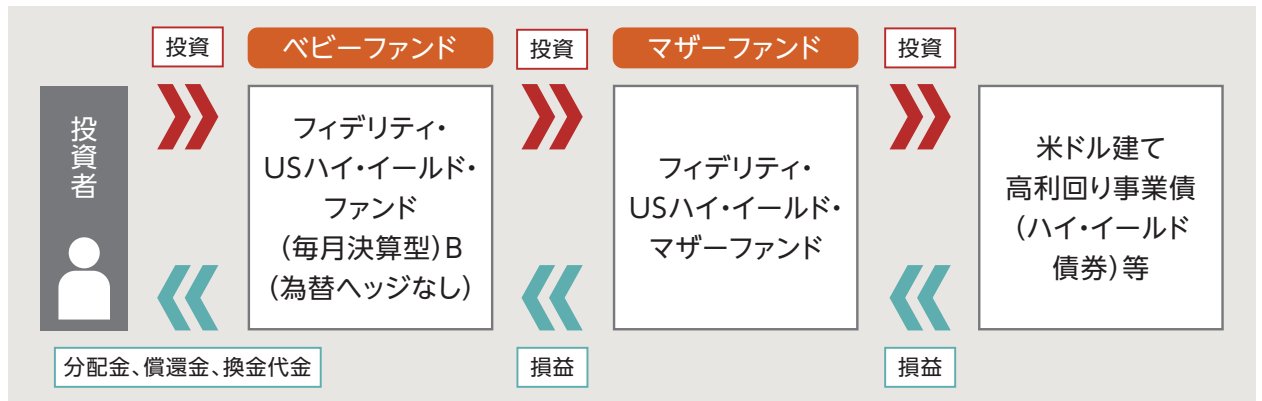 投資
ベビーファンド
投資
マザーファンド
投資
投資者
フィデリティ・
USハイ・イールド・
ファンド
(毎月決算型)B
(為替ヘッジなし)
フィデリティ・
USハイ・イールド・
マザーファンド
米ドル建て
高利回り事業債
(ハイ・イールド
債券)等
分配金、償還金、換金代金
損益
損益